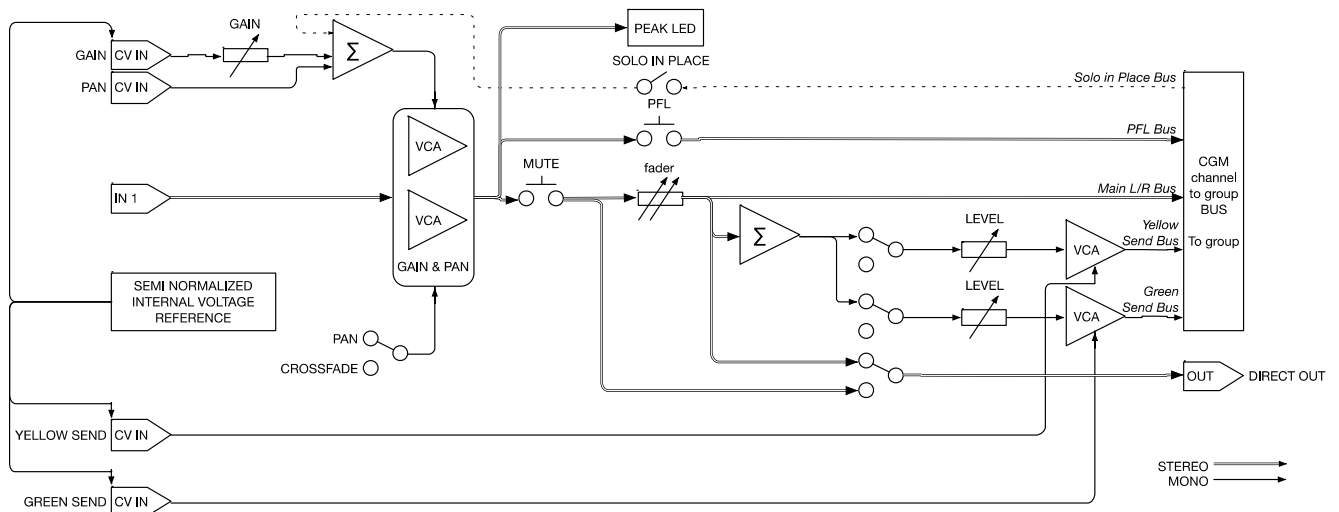 GAIN
GAIN CV IN
PAN CV IN
Σ
PEAK LED
SOLO IN PLACE
Solo in Place Bus
PFL
PFL Bus
VCA
VCA
GAIN & PAN
IN 1
MUTE
fader
Main L/R Bus
CGM
channel
to group
BUS
To group
Σ
LEVEL
VCA
Yellow
Send Bus
LEVEL
VCA
Green
Send Bus
SEMI NORMALIZED
INTERNAL VOLTAGE
REFERENCE
PAN
CROSSFADE
OUT DIRECT OUT
YELLOW SEND CV IN
GREEN SEND CV IN
STEREO
MONO